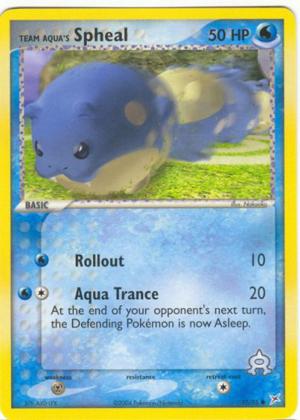 TEAM AQUA'S Spheal 50 HP
BASIC
Rollout 10
Aqua Trance 20
At the end of your opponent's next turn,
the Defending Pokémon is now Asleep.
weakness resistance retreat cost
©2004 Pokémon/Nintendo